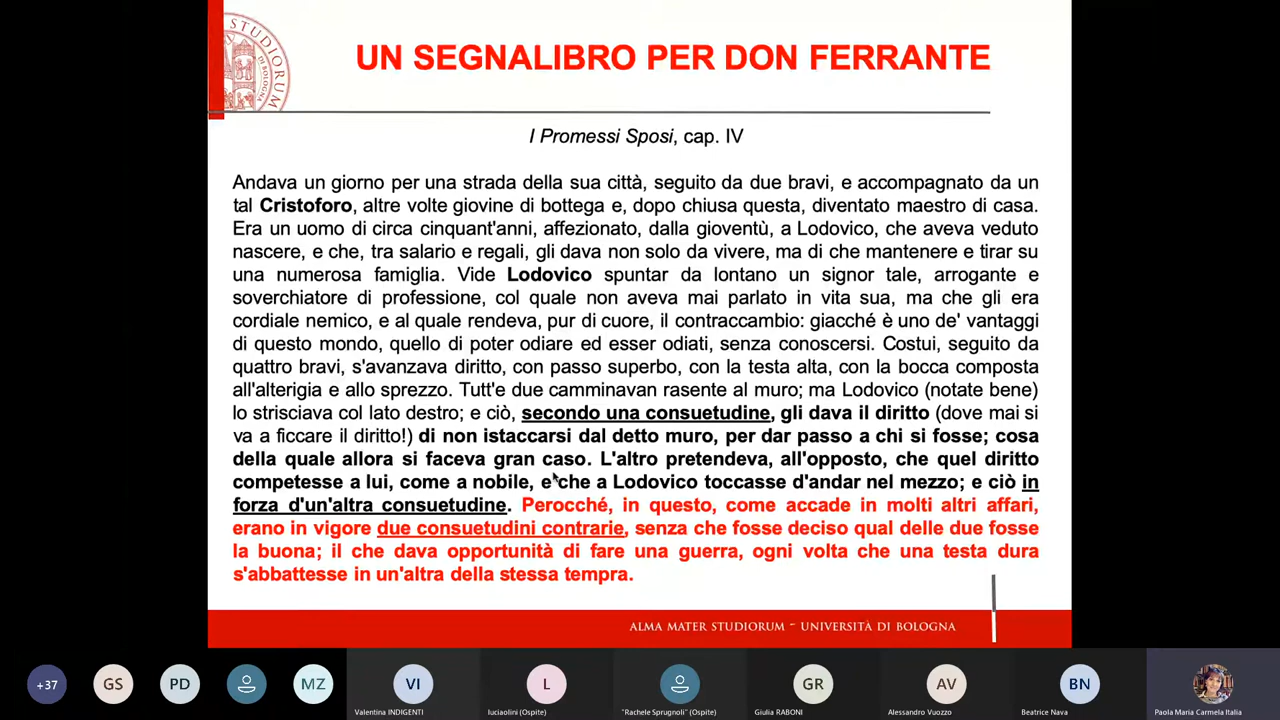 UN SEGNALIBRO PER DON FERRANTE
I Promessi Sposi, cap. IV
Andava un giorno per una strada della sua città, seguito da due bravi, e accompagnato da un
tal Cristoforo, altre volte giovine di bottega e, dopo chiusa questa, diventato maestro di casa.
Era un uomo di circa cinquant'anni, affezionato, dalla gioventù, a Lodovico, che aveva veduto
nascere, e che, tra salario e regali, gli dava non solo da vivere, ma di che mantenere e tirar su
una numerosa famiglia. Vide Lodovico spuntar da lontano un signor tale, arrogante e
soverchiatore di professione, col quale non aveva mai parlato in vita sua, ma che gli era
cordiale nemico, e al quale rendeva, pur di cuore, il contraccambio: giacché è uno de' vantaggi
di questo mondo, quello di poter odiare ed esser odiati, senza conoscersi. Costui, seguito da
quattro bravi, s'avanzava diritto, con passo superbo, con la testa alta, con la bocca composta
all'alterigia e allo sprezzo. Tutt'e due camminavan rasente al muro; ma Lodovico (notate bene)
lo strisciava col lato destro; e ciò, secondo una consuetudine, gli dava il diritto (dove mai si
va a ficcare il diritto!) di non istaccarsi dal detto muro, per dar passo a chi si fosse; cosa
della quale allora si faceva gran caso. L'altro pretendeva, all'opposto, che quel diritto
competesse a lui, come a nobile, e che a Lodovico toccasse d'andar nel mezzo; e ciò in
forza d'un'altra consuetudine. Perocché, in questo, come accade in molti altri affari,
erano in vigore due consuetudini contrarie, senza che fosse deciso qual delle due fosse
la buona; il che dava opportunità di fare una guerra, ogni volta che una testa dura
s'abbattesse in un'altra della stessa tempra.
ALMA MATER STUDIORUM ~ UNIVERSITÀ DI BOLOGNA
+37 GS PD MZ VI L GR AV BN
Valentina INDIGENTI luciaolini (Ospite) "Rachele Sprugnoli" (Ospite) Giulia RABONI Alessandro Vuozzo Beatrice Nava Paola Maria Carmela Italia